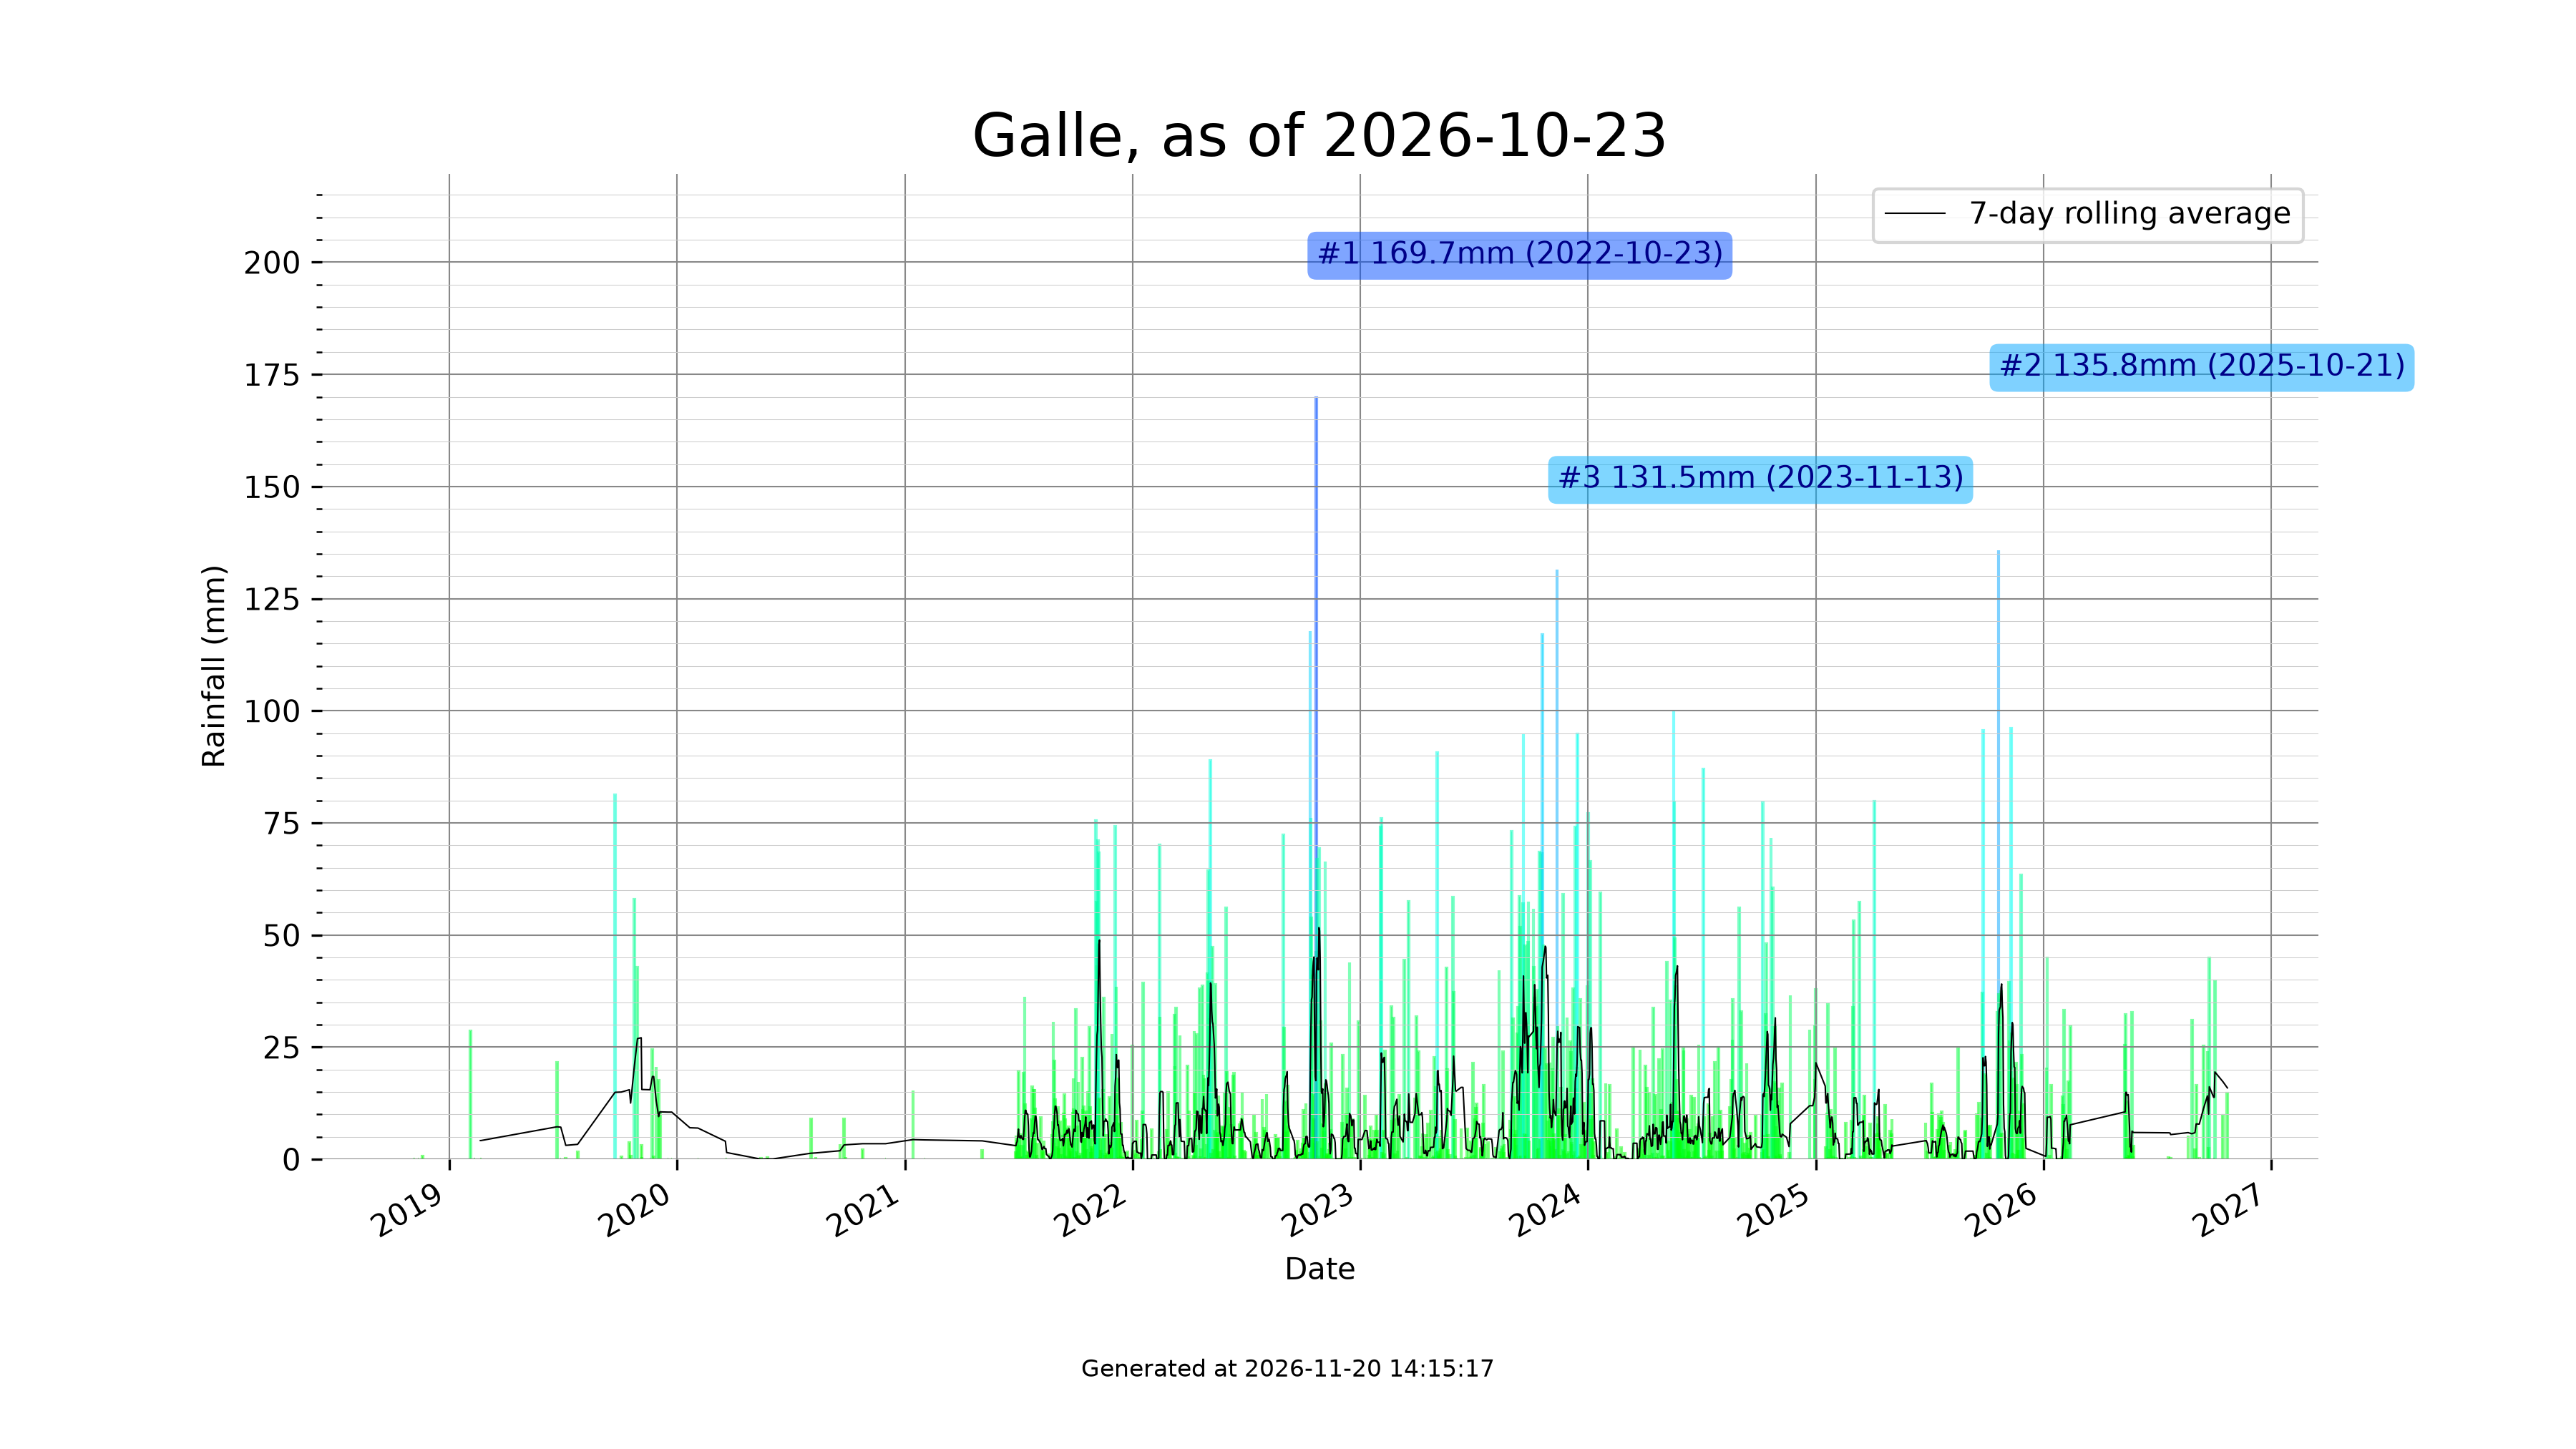 Galle, as of 2026-10-23
7-day rolling average
#1 169.7mm (2022-10-23)
#2 135.8mm (2025-10-21)
#3 131.5mm (2023-11-13)
Rainfall (mm)
200
175
150
125
100
75
50
25
0
2019 2020 2021 2022 2023 2024 2025 2026 2027
Date
Generated at 2026-11-20 14:15:17